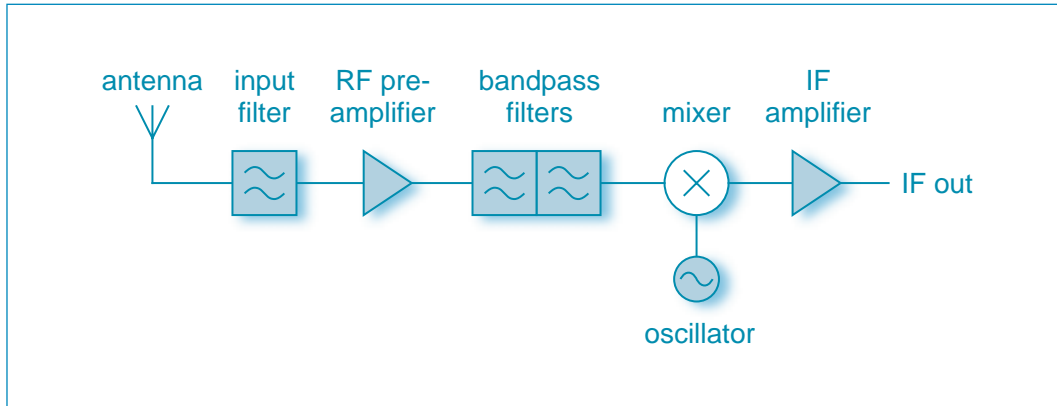 antenna
input
filter
RF pre-
amplifier
bandpass
filters
mixer
IF
amplifier
IF out
oscillator